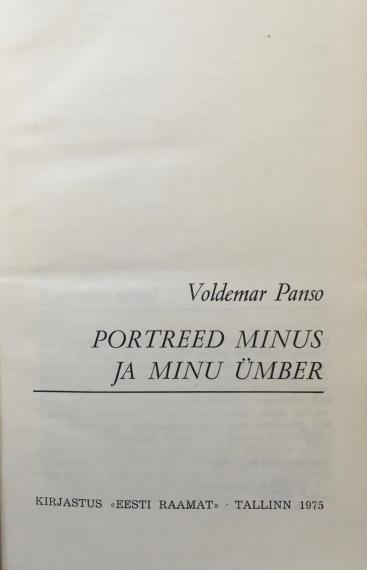 Voldemar Panso
PORTREED MINUS
JA MINU ÜMBER
KIRJASTUS «EESTI RAAMAT» · TALLINN 1975